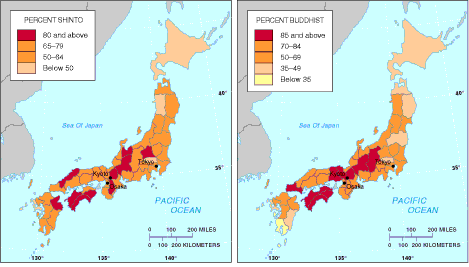 PERCENT SHINTO
80 and above
65–79
50–64
Below 50
40°
Sea Of Japan
Tokyo
Kyoto
Osaka
35°
PACIFIC
OCEAN
0 100 200 MILES
0 100 200 KILOMETERS
130°
135°
140°
PERCENT BUDDHIST
85 and above
70–84
50–69
35–49
Below 35
40°
Sea Of Japan
Tokyo
Kyoto
Osaka
35°
PACIFIC
OCEAN
0 100 200 MILES
0 100 200 KILOMETERS
130°
135°
140°